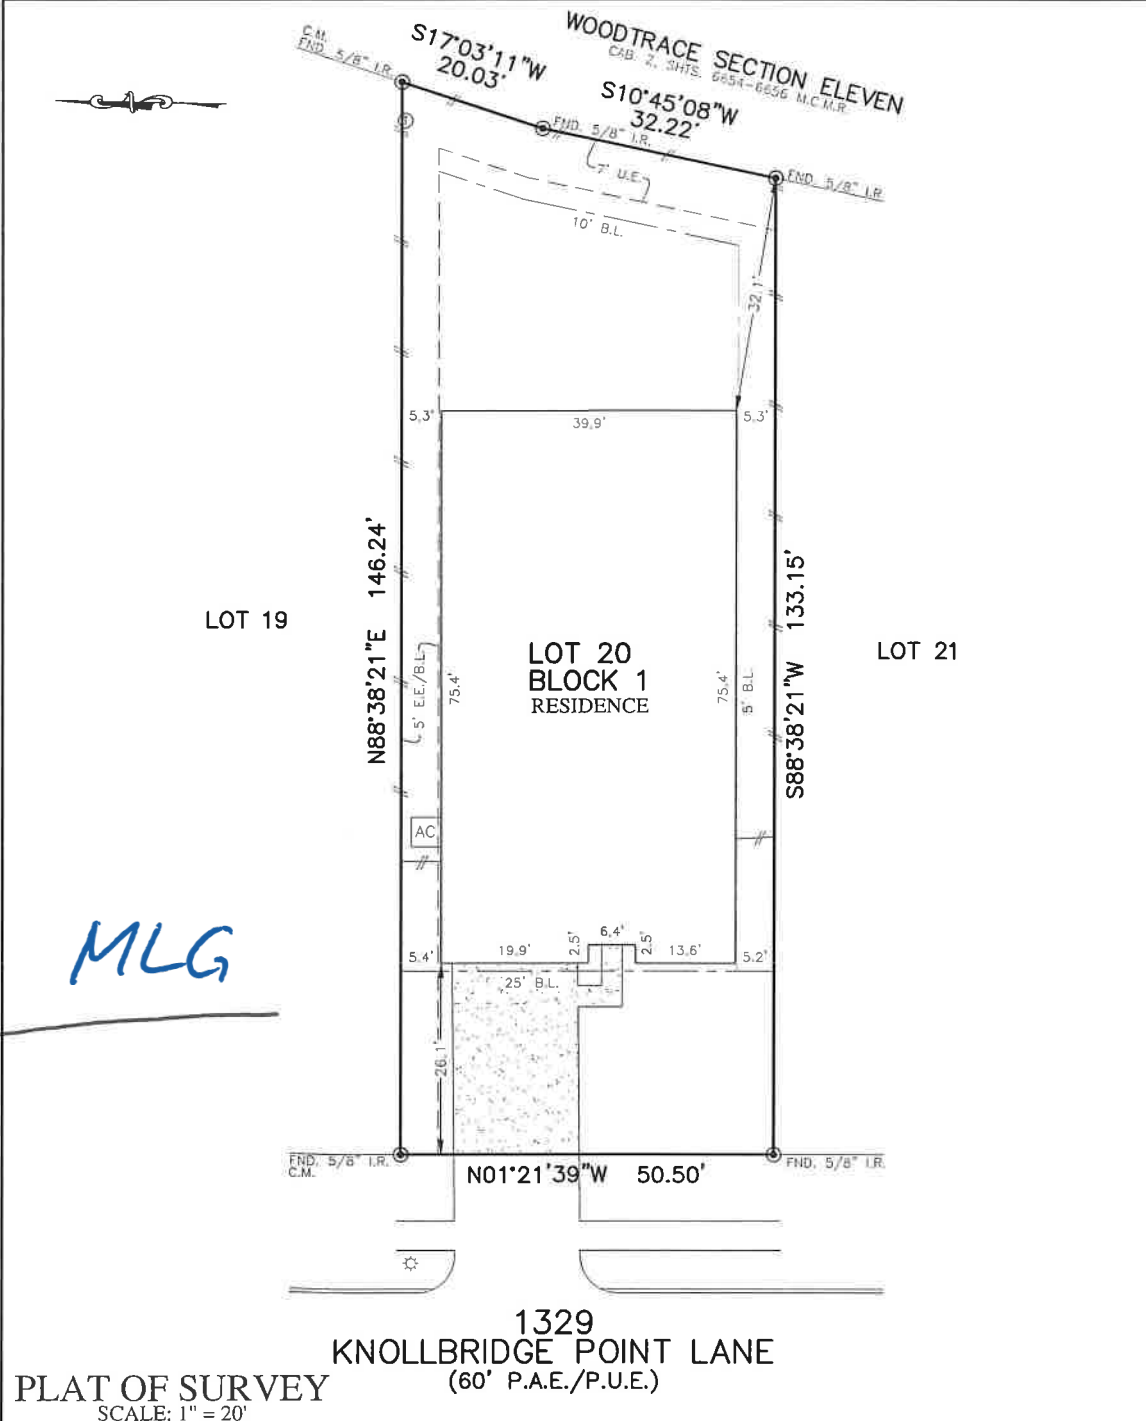 WOODTRACE SECTION ELEVEN
CAB. Z, SHTS. 6654-6656 M.C.M.R.
C.M.
FND. 5/8" I.R.
S17°03'11"W
20.03'
S10°45'08"W
32.22'
FND. 5/8" I.R.
FND. 5/8" I.R.
7' U.E.
10' B.L.
32.1'
5.3'
39.9'
5.3'
N88°38'21"E 146.24'
S88°38'21"W 133.15'
LOT 19
LOT 20
BLOCK 1
RESIDENCE
LOT 21
5' E.E./B.L.
75.4'
75.4'
5' B.L.
AC
MLG
5.4'
19.9'
2.5'
6.4'
2.5'
13.6'
5.2'
25' B.L.
26.1'
FND. 5/8" I.R.
C.M.
N01°21'39"W 50.50'
FND. 5/8" I.R.
1329
KNOLLBRIDGE POINT LANE
(60' P.A.E./P.U.E.)
PLAT OF SURVEY
SCALE: 1" = 20'